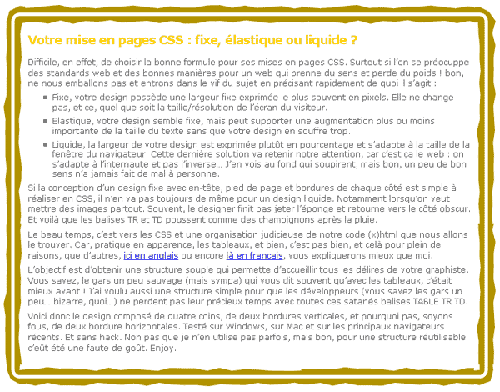 Votre mise en pages CSS : fixe, élastique ou liquide ?
Difficile, en effet, de choisir la bonne formule pour ses mises en pages CSS. Surtout si l'on se préoccupe
des standards web et des bonnes manières pour un web qui prenne du sens et perde du poids ! bon,
ne nous emballons pas et entrons dans le vif du sujet en précisant rapidement de quoi il s'agit :
Fixe, votre design possède une largeur fixe exprimée le plus souvent en pixels. Elle ne change
pas, et ce, quel que soit la taille/résolution de l'écran du visiteur.
Elastique, votre design semble fixe, mais peut supporter une augmentation plus ou moins
importante de la taille du texte sans que votre design en souffre trop.
Liquide, la largeur de votre design est exprimée plutôt en pourcentage et s'adapte à la taille de la
fenêtre du navigateur. Cette dernière solution va retenir notre attention, car c'est ça le web : on
s'adapte à l'internaute et pas l'inverse. J'en vois au fond qui soupirent, mais bon, un peu de bon
sens n'a jamais fait de mal à personne.
Si la conception d'un design fixe avec en-tête, pied de page et bordures de chaque côté est simple à
réaliser en CSS, il n'en va pas toujours de même pour un design liquide. Notamment lorsqu'on veut
mettre des images partout. Souvent, le designer finit pas jeter l'éponge et retourne vers le côté obscur.
Et voilà que les balises TR et TD poussent comme des champignons après la pluie.
Le beau temps, c'est vers les CSS et une organisation judicieuse de notre code (x)html que nous allons
le trouver. Car, pratique en apparence, les tableaux, et bien, c'est pas bien, et celà pour plein de
raisons, que d'autres, ici en anglais ou encore là en français, vous expliquerons mieux que moi.
L'objectif est d'obtenir une structure souple qui permette d'accueillir tous les délires de votre graphiste.
Vous savez, le gars un peu sauvage (mais sympa) qui vous dit souvent qu'avec les tableaux, c'était
mieux avant ! J'ai voulu aussi une structure simple pour que les développeurs (vous savez les gars un
peu : bizarre, quoi..) ne perdent pas leur précieux temps avec toutes ces satanés balises TABLE TR TD.
Voici donc le design composé de quatre coins, de deux bordures verticales, et pourquoi pas, soyons
fous, de deux bordure horizontales. Testé sur Windows, sur Mac et sur les principaux navigateurs
récents. Et sans hack. Non pas que je n'en utilise pas parfois, mais bon, pour une structure réutilisable
c'eût été une faute de goût. Enjoy.